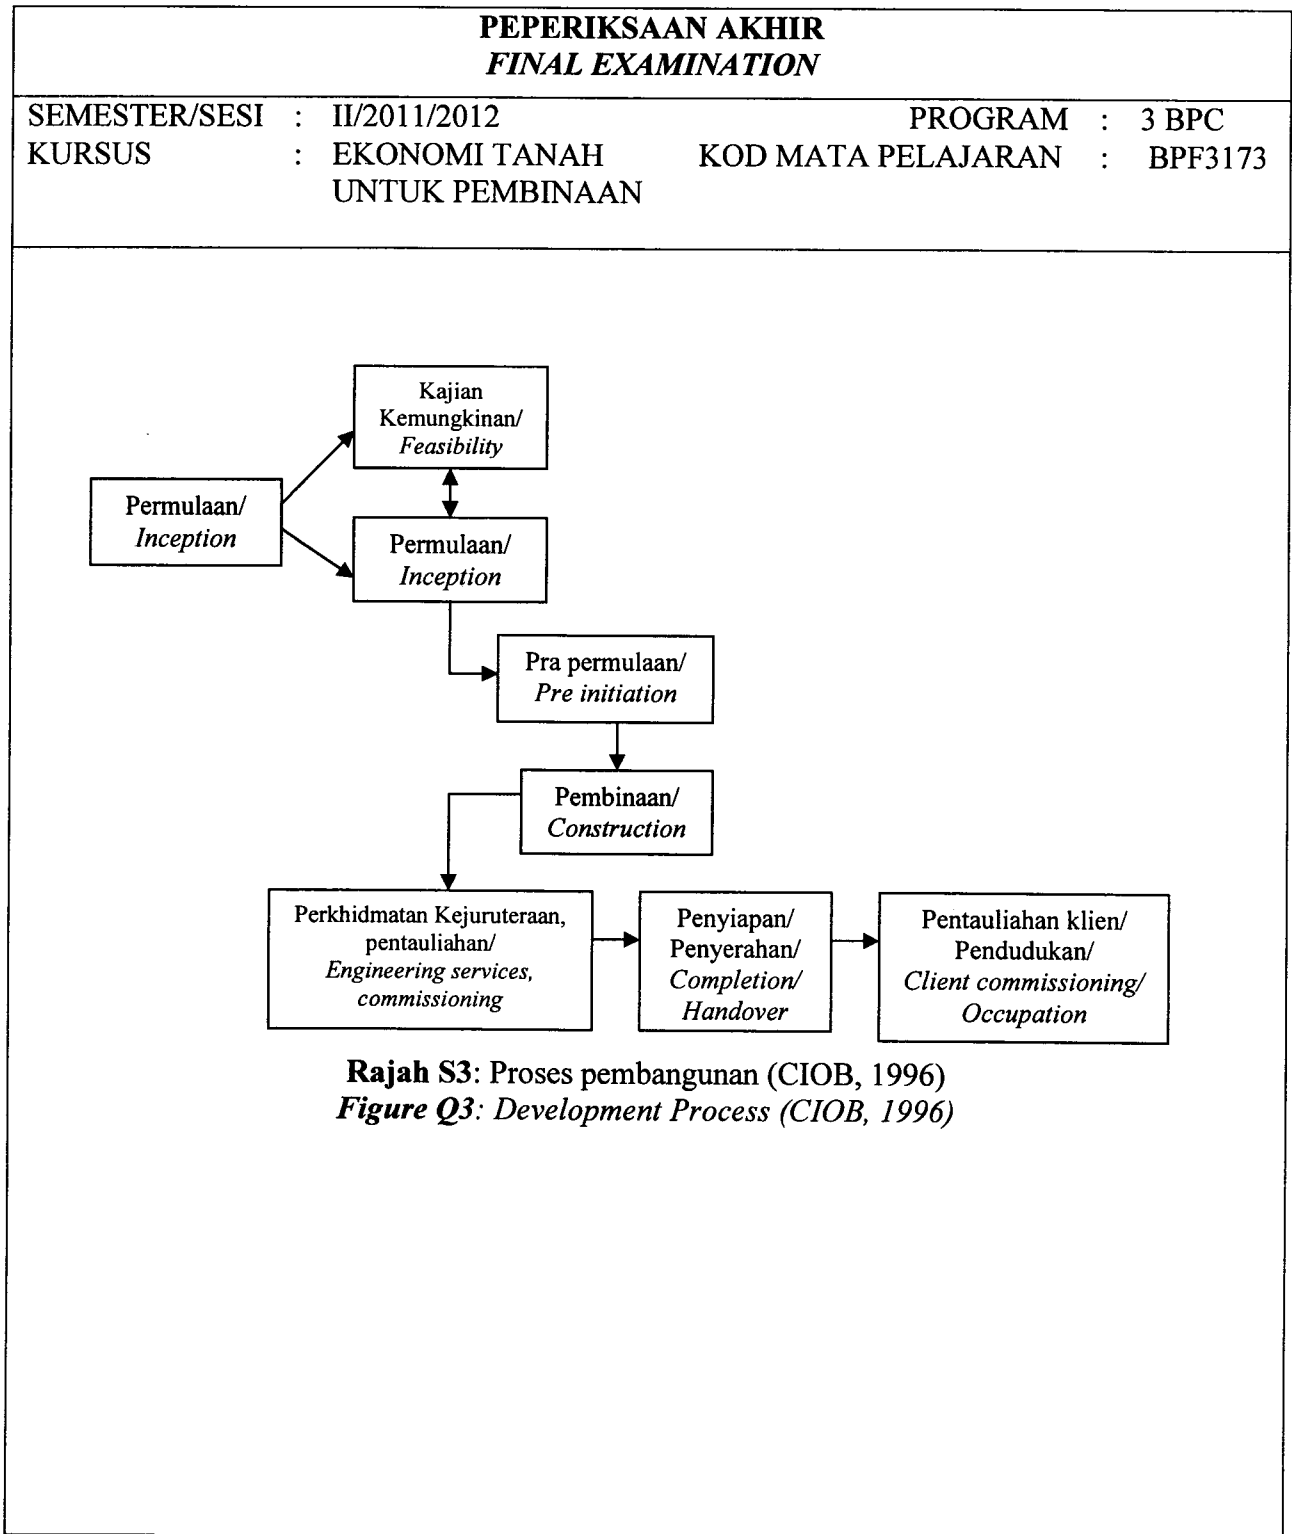 PEPERIKSAAN AKHIR
FINAL EXAMINATION
SEMESTER/SESI : II/2011/2012 PROGRAM : 3 BPC
KURSUS : EKONOMI TANAH KOD MATA PELAJARAN : BPF3173
UNTUK PEMBINAAN
Kajian
Kemungkinan/
Feasibility
Permulaan/
Inception
Permulaan/
Inception
Pra permulaan/
Pre initiation
Pembinaan/
Construction
Perkhidmatan Kejuruteraan,
pentauliahan/
Engineering services,
commissioning
Penyiapan/
Penyerahan/
Completion/
Handover
Pentauliahan klien/
Pendudukan/
Client commissioning/
Occupation
Rajah S3: Proses pembangunan (CIOB, 1996)
Figure Q3: Development Process (CIOB, 1996)